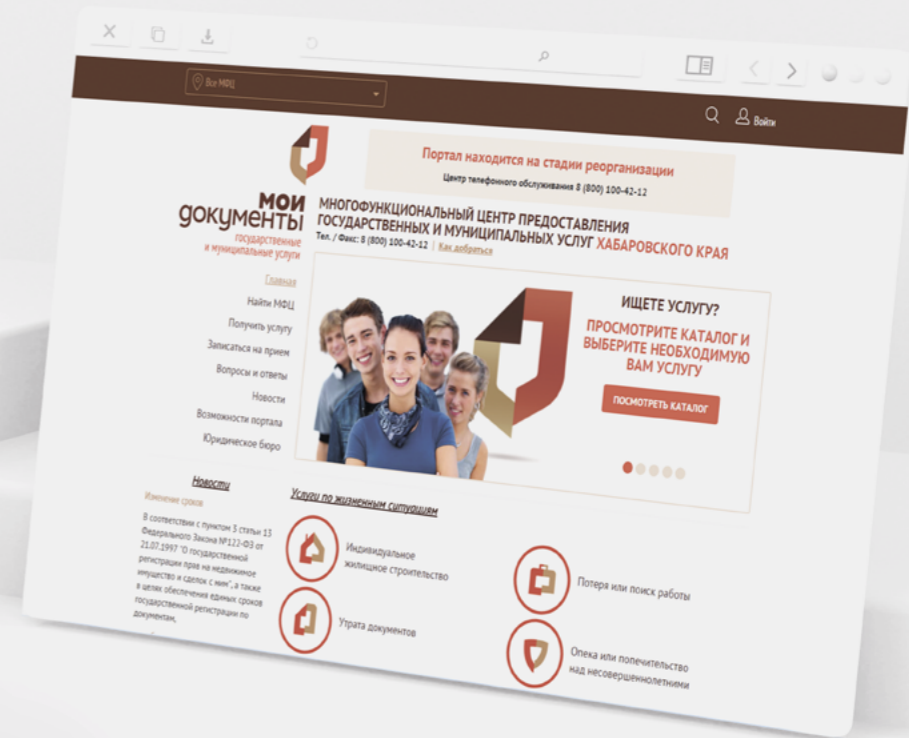 Все МФЦ
Войти
Портал находится на стадии реорганизации
Центр телефонного обслуживания 8 (800) 100-42-12
мои
документы
государственные
и муниципальные услуги
МНОГОФУНКЦИОНАЛЬНЫЙ ЦЕНТР ПРЕДОСТАВЛЕНИЯ
ГОСУДАРСТВЕННЫХ И МУНИЦИПАЛЬНЫХ УСЛУГ ХАБАРОВСКОГО КРАЯ
Тел. / Факс: 8 (800) 100-42-12 | Как добраться
Главная
Найти МФЦ
Получить услугу
Записаться на прием
Вопросы и ответы
Новости
Возможности портала
Юридическое бюро
ИЩЕТЕ УСЛУГУ?
ПРОСМОТРИТЕ КАТАЛОГ И
ВЫБЕРИТЕ НЕОБХОДИМУЮ
ВАМ УСЛУГУ
ПОСМОТРЕТЬ КАТАЛОГ
Новости
Изменение сроков
В соответствии с пунктом 3 статьи 13
Федерального Закона №122-ФЗ от
21.07.1997 "О государственной
регистрации прав на недвижимое
имущество и сделок с ним", а также
в целях обеспечения единых сроков
государственной регистрации по
документам,
Услуги по жизненным ситуациям
Индивидуальное
жилищное строительство
Утрата документов
Потеря или поиск работы
Опека или попечительство
над несовершеннолетними